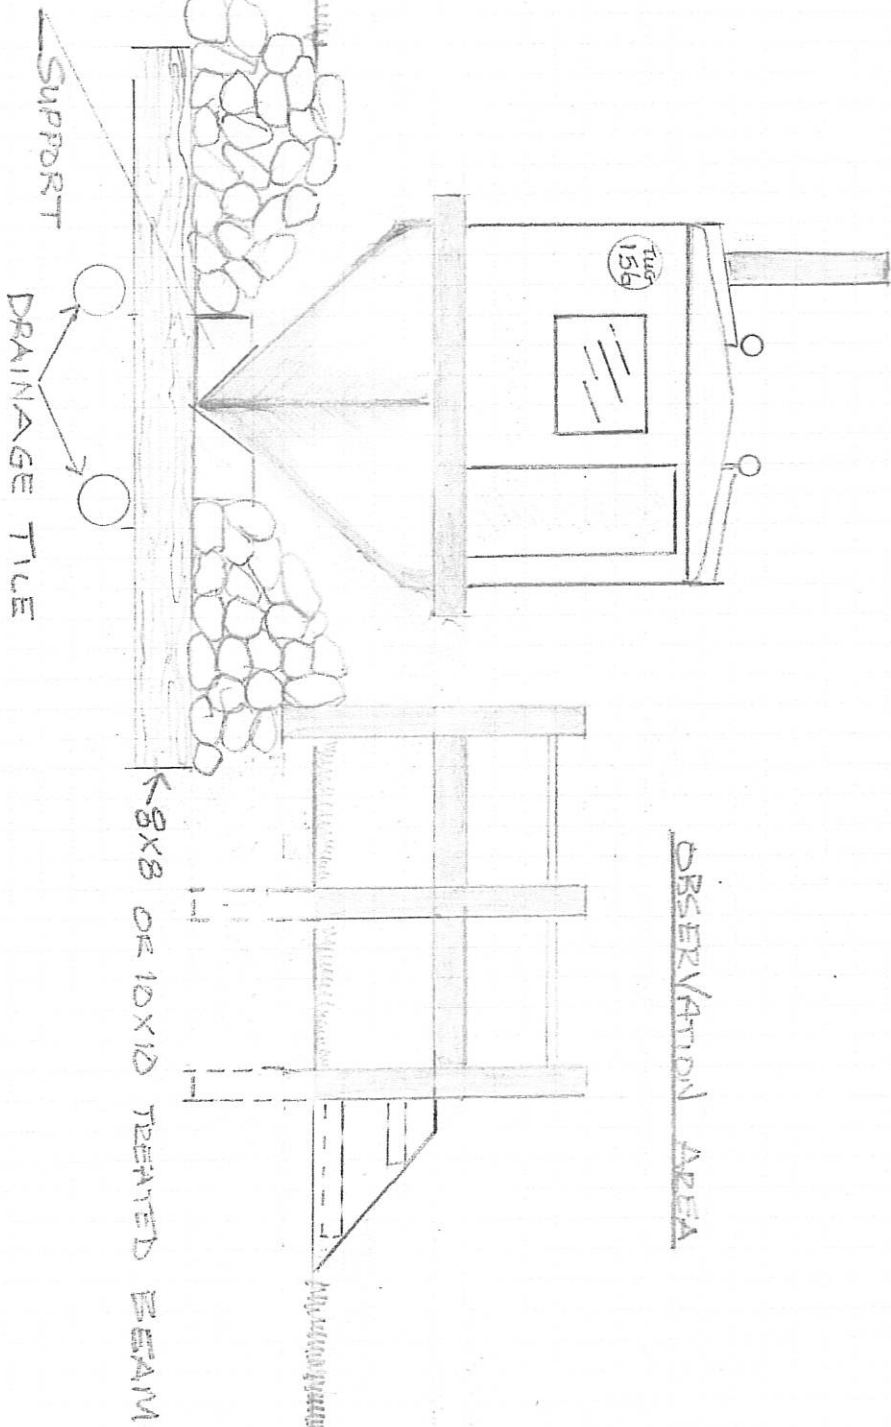 OBSERVATION AREA
TUG
156
8X8 OR 10X10 TREATED BEAM
SUPPORT
DRAINAGE TILE